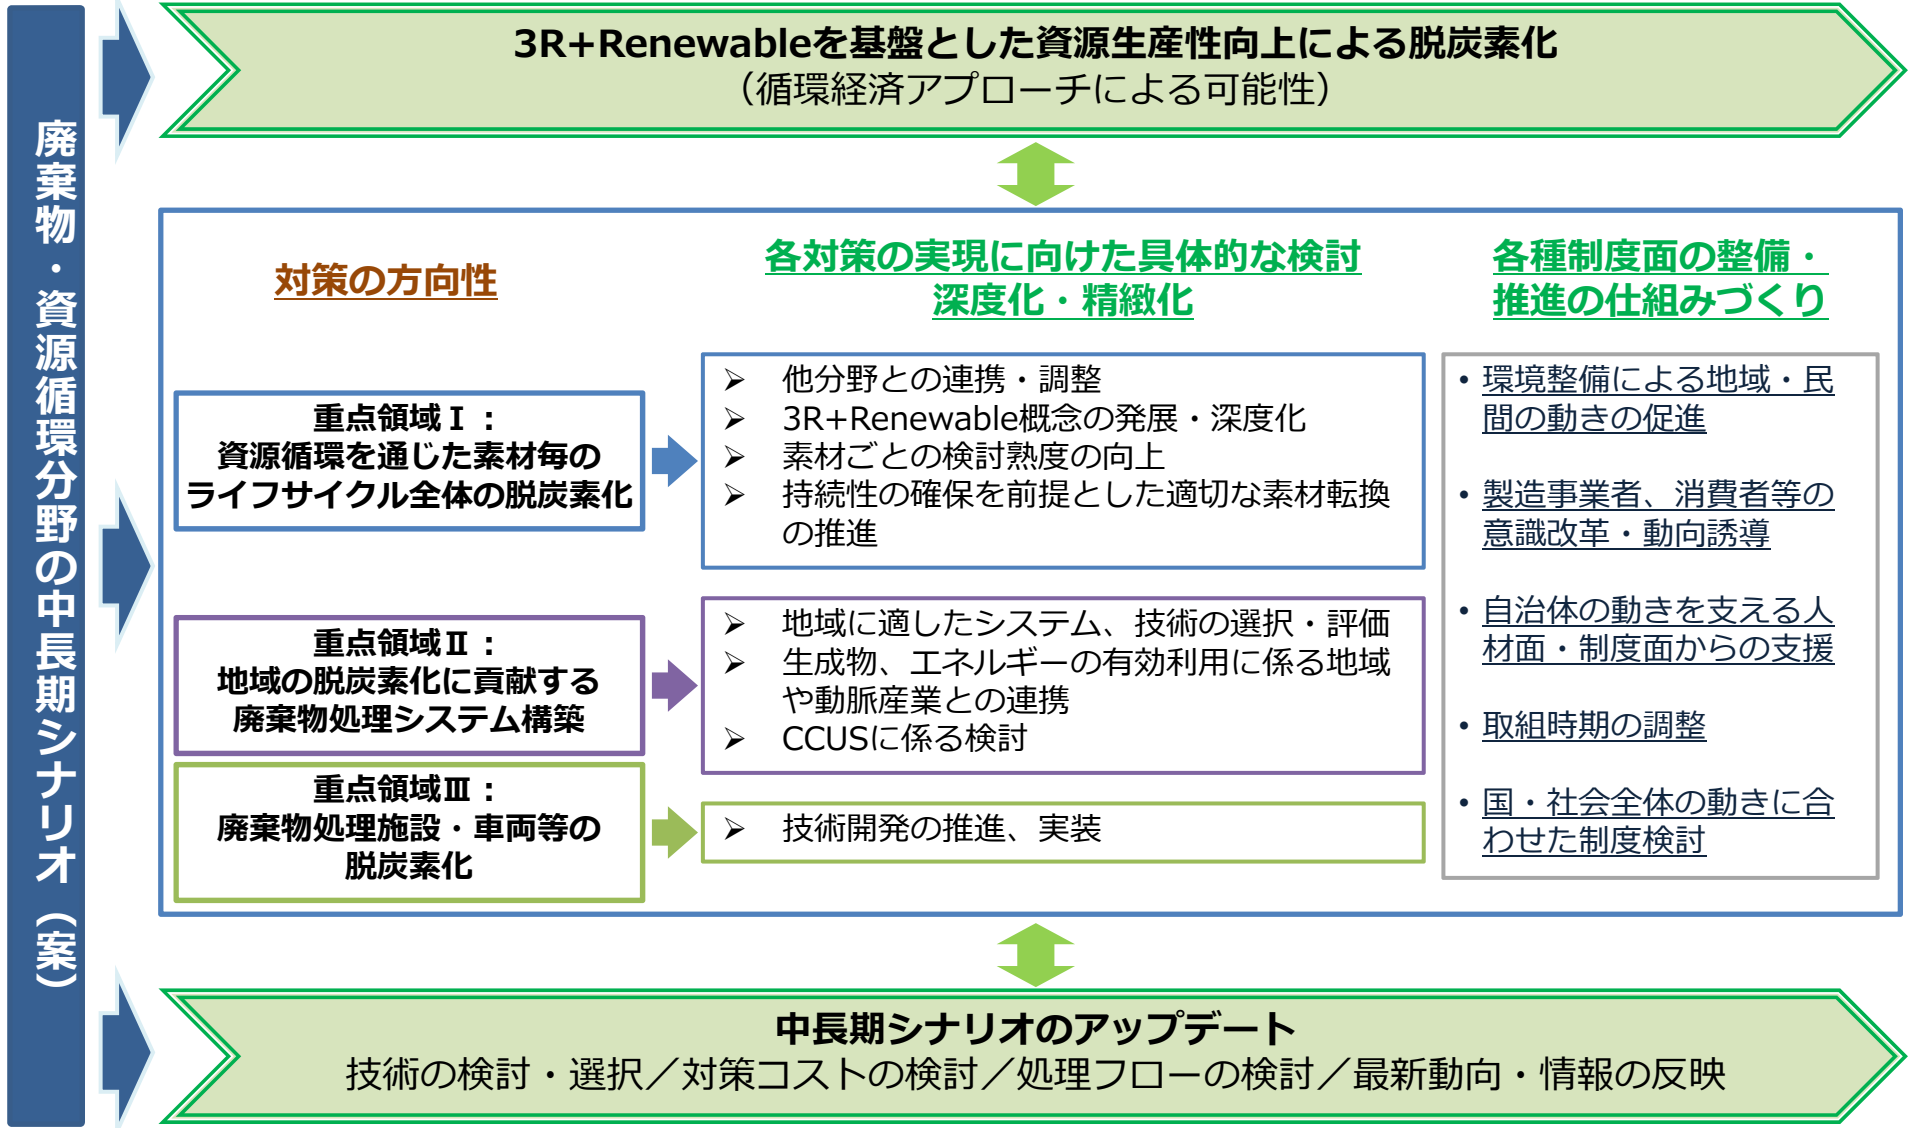 廃棄物・資源循環分野の中長期シナリオ（案）
3R+Renewableを基盤とした資源生産性向上による脱炭素化
（循環経済アプローチによる可能性）
対策の方向性
各対策の実現に向けた具体的な検討
深度化・精緻化
各種制度面の整備・
推進の仕組みづくり
重点領域Ⅰ：
資源循環を通じた素材毎の
ライフサイクル全体の脱炭素化
➢ 他分野との連携・調整
➢ 3R+Renewable概念の発展・深度化
➢ 素材ごとの検討熟度の向上
➢ 持続性の確保を前提とした適切な素材転換
の推進
重点領域Ⅱ：
地域の脱炭素化に貢献する
廃棄物処理システム構築
➢ 地域に適したシステム、技術の選択・評価
➢ 生成物、エネルギーの有効利用に係る地域
や動脈産業との連携
➢ CCUSに係る検討
重点領域Ⅲ：
廃棄物処理施設・車両等の
脱炭素化
➢ 技術開発の推進、実装
• 環境整備による地域・民
間の動きの促進
• 製造事業者、消費者等の
意識改革・動向誘導
• 自治体の動きを支える人
材面・制度面からの支援
• 取組時期の調整
• 国・社会全体の動きに合
わせた制度検討
中長期シナリオのアップデート
技術の検討・選択／対策コストの検討／処理フローの検討／最新動向・情報の反映